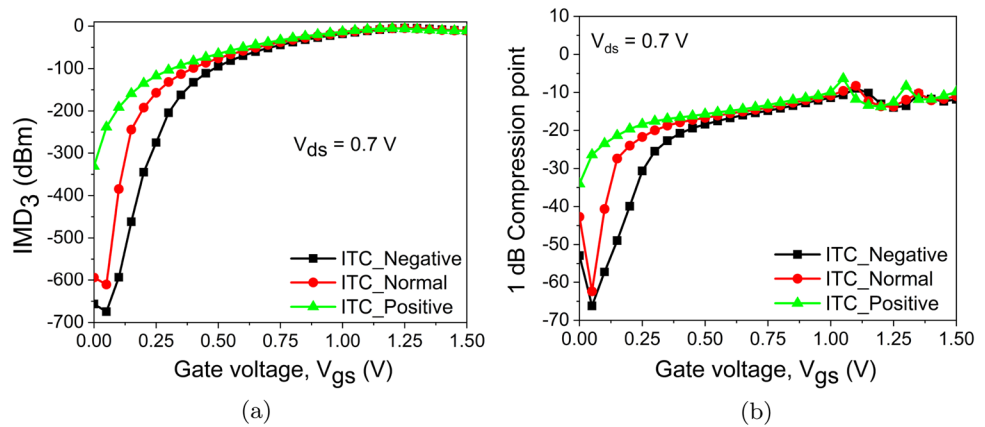 0
-100
-200
-300
-400
-500
-600
-700
IMD3 (dBm)
Vds = 0.7 V
ITC_Negative
ITC_Normal
ITC_Positive
0.00 0.25 0.50 0.75 1.00 1.25 1.50
Gate voltage, Vgs (V)
(a)
10
0
-10
-20
-30
-40
-50
-60
-70
1 dB Compression point
Vds = 0.7 V
ITC_Negative
ITC_Normal
ITC_Positive
0.00 0.25 0.50 0.75 1.00 1.25 1.50
Gate voltage, Vgs (V)
(b)